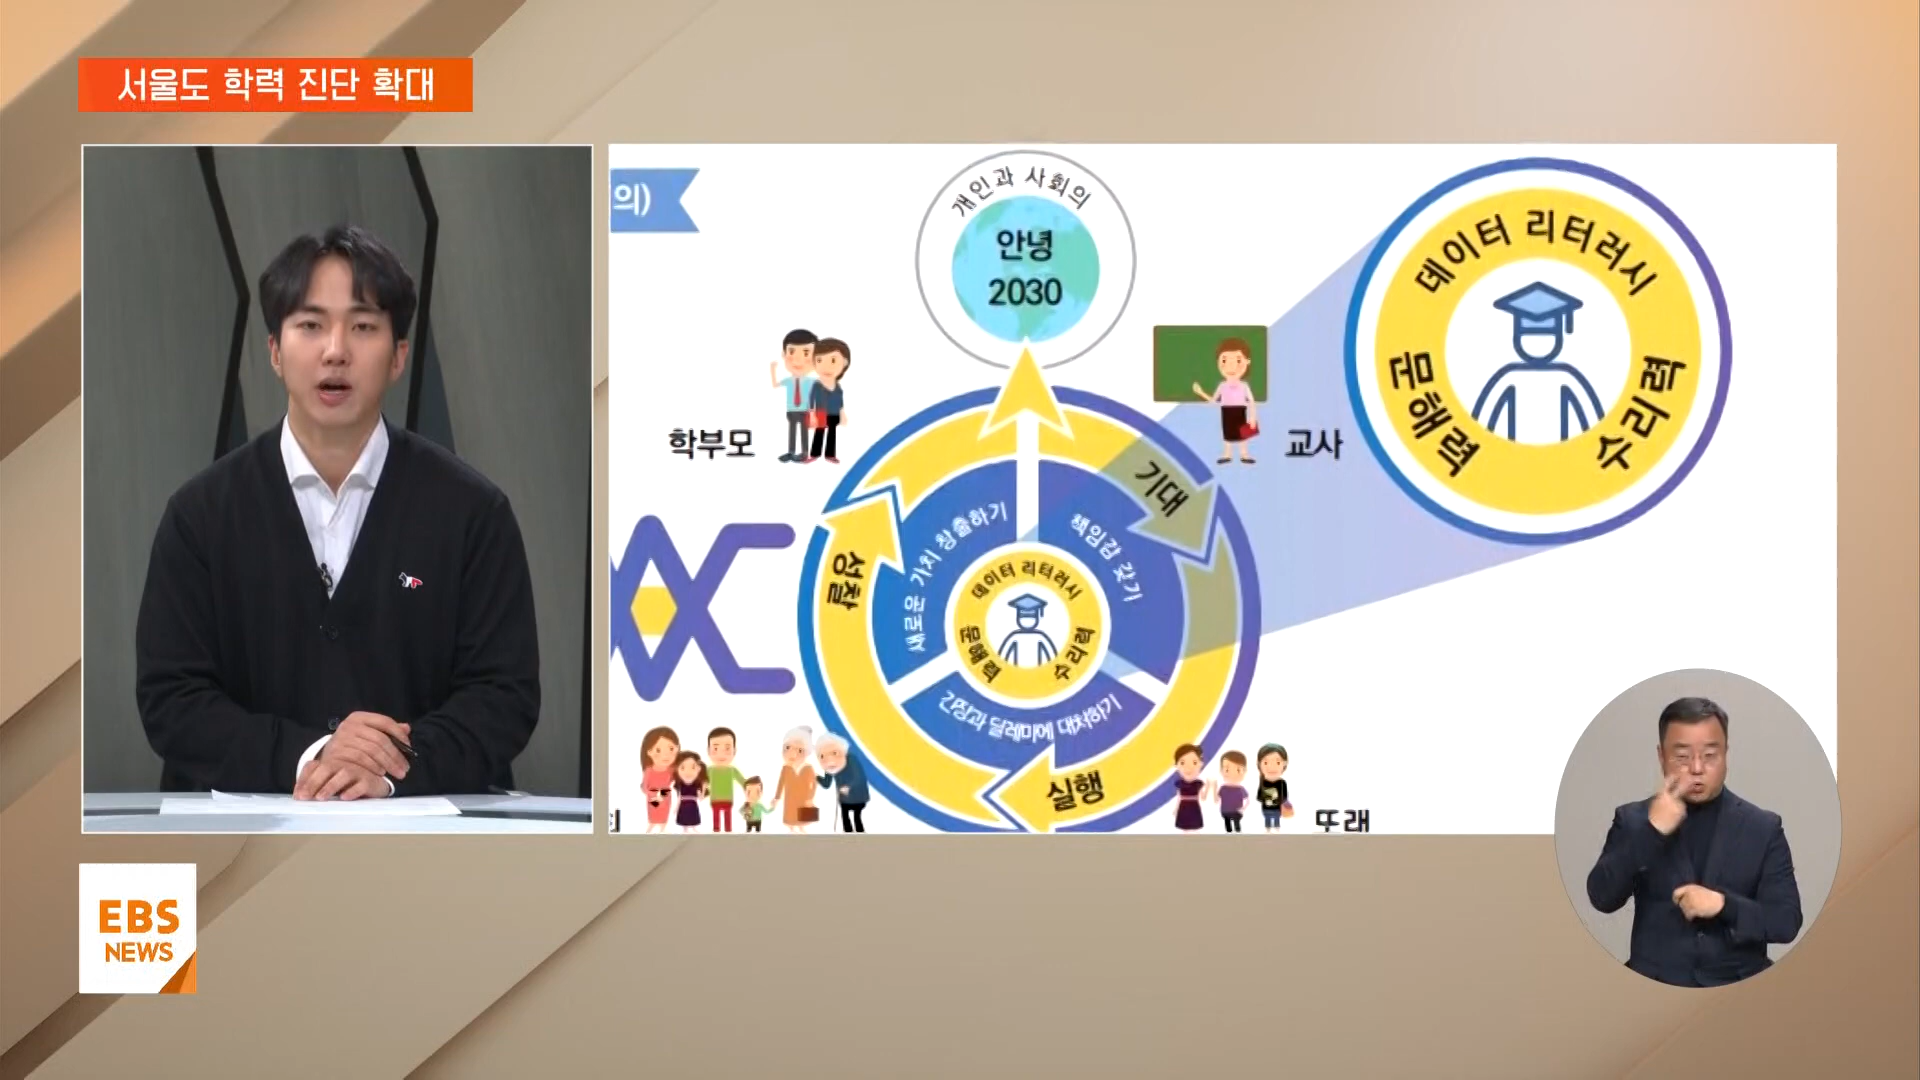 서울도 학력 진단 확대
의)
개인과 사회의
안녕
2030
데이터 리터러시
문해력
수리력
학부모
교사
기대
성찰
새로운 가치 창출하기
책임감 갖기
데이터 리터러시
문해력
수리력
긴장과 딜레마에 대처하기
실행
또래
EBS
NEWS